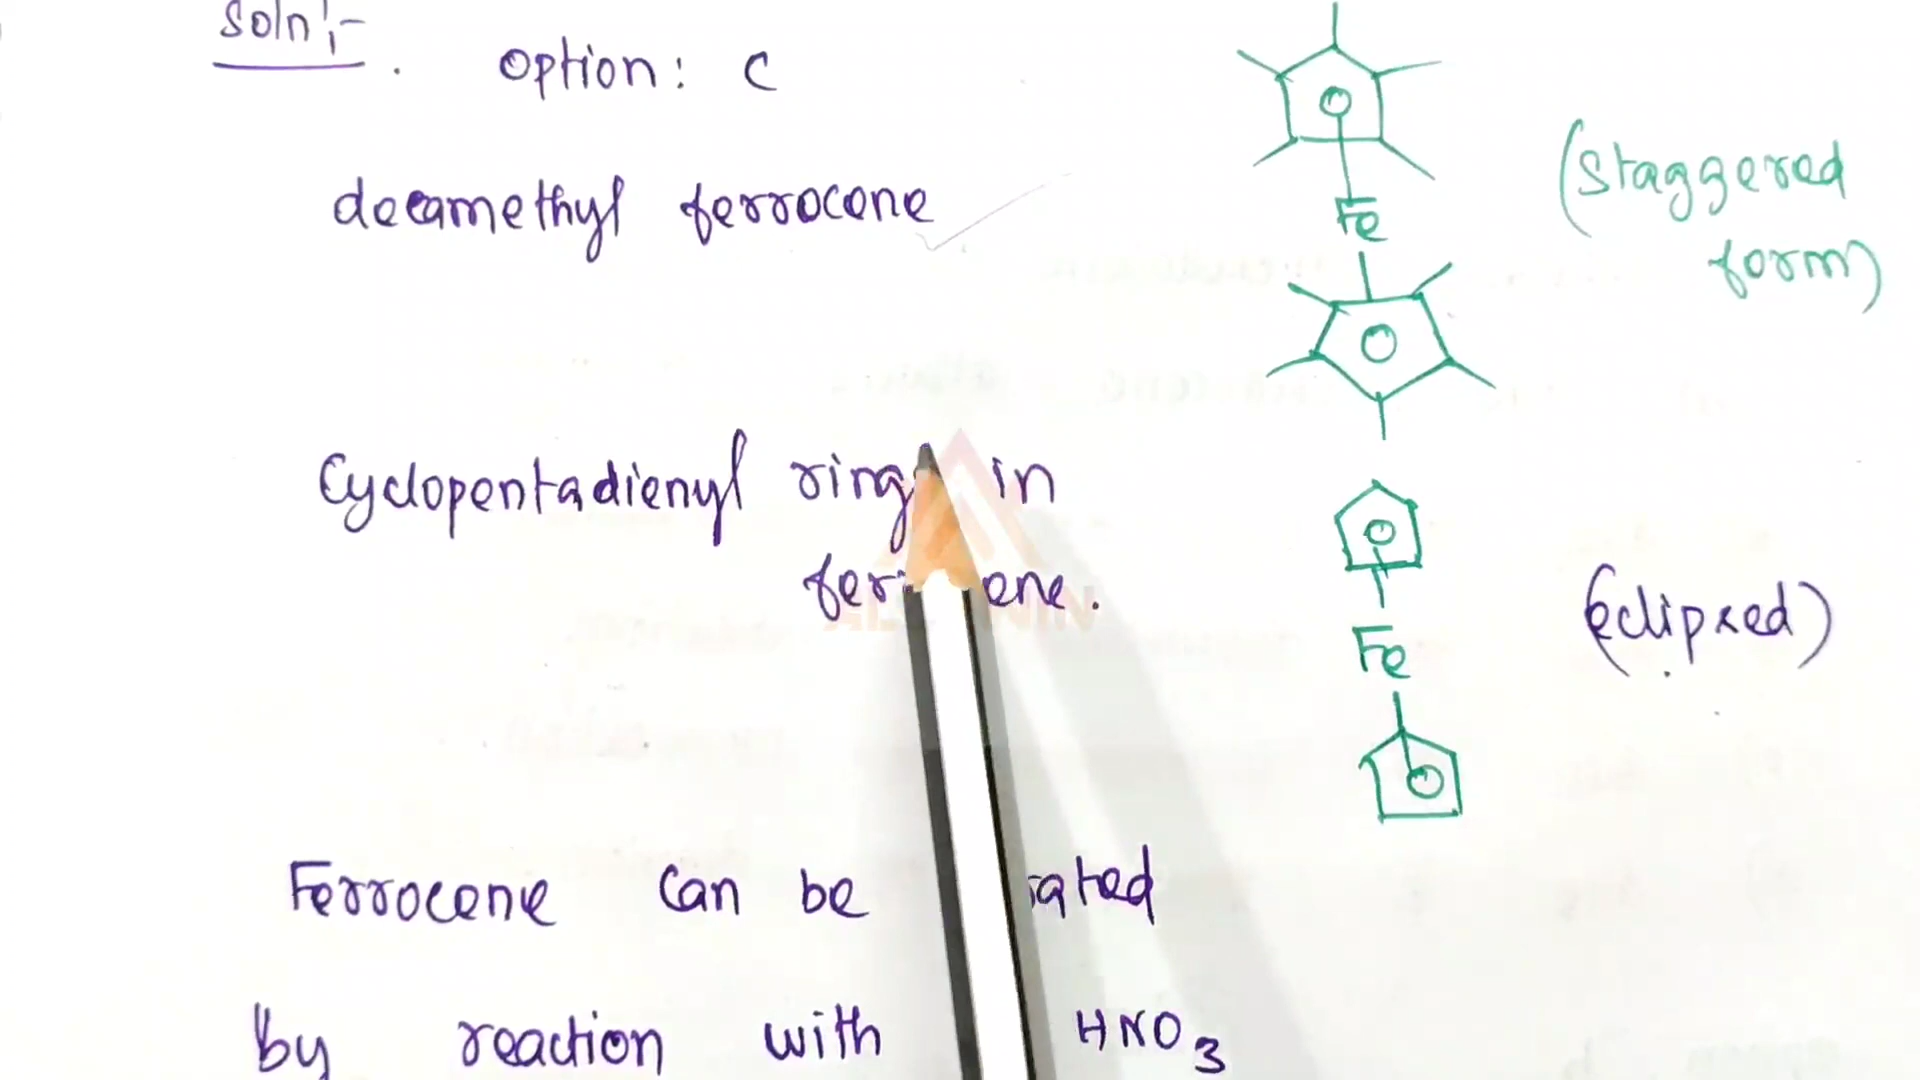 Soln:-
option: C
decamethyl ferrocene
Fe
(Staggered
form)
Cyclopentadienyl ring in
Fe
(eclipsed)
Ferrocene can be
by reaction with HNO3